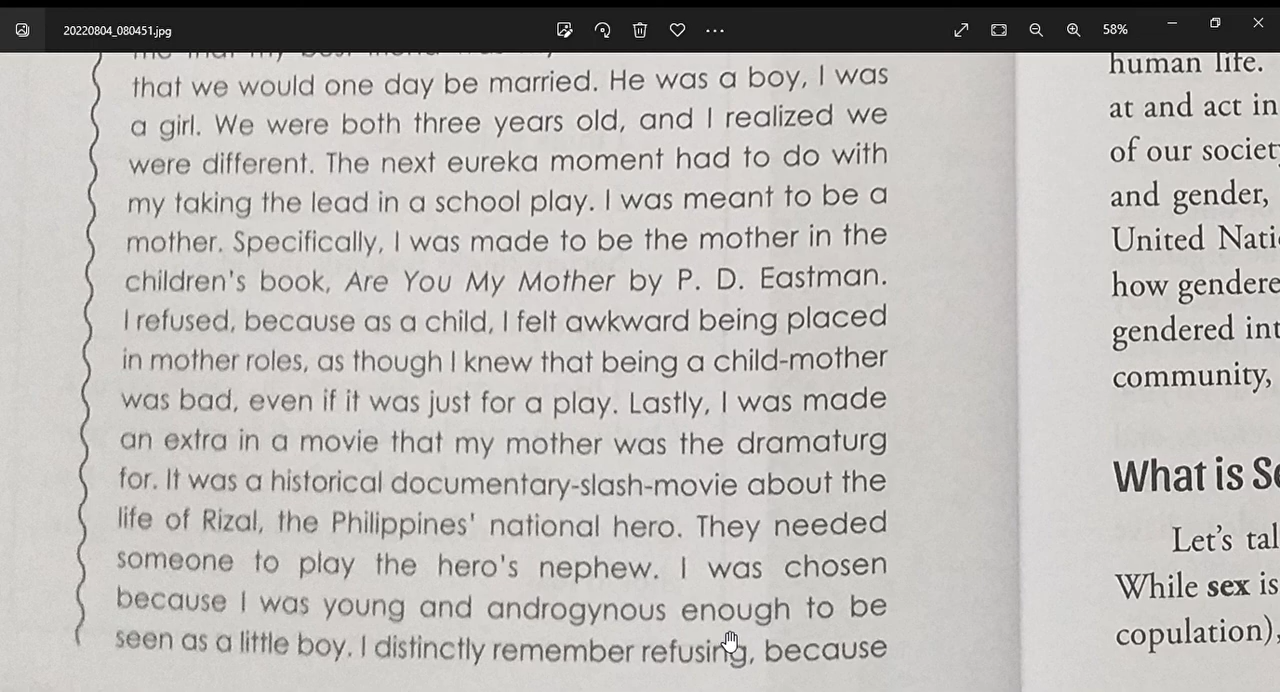 20220804_080451.jpg
58%
that we would one day be married. He was a boy, I was
a girl. We were both three years old, and I realized we
were different. The next eureka moment had to do with
my taking the lead in a school play. I was meant to be a
mother. Specifically, I was made to be the mother in the
children's book, Are You My Mother by P. D. Eastman.
I refused, because as a child, I felt awkward being placed
in mother roles, as though I knew that being a child-mother
was bad, even if it was just for a play. Lastly, I was made
an extra in a movie that my mother was the dramaturg
for. It was a historical documentary-slash-movie about the
life of Rizal, the Philippines' national hero. They needed
someone to play the hero's nephew. I was chosen
because I was young and androgynous enough to be
seen as a little boy. I distinctly remember refusing, because
human life.
at and act in
of our society
and gender,
United Nati
how gendere
gendered int
community,
What is Se
Let's tal
While sex is
copulation),